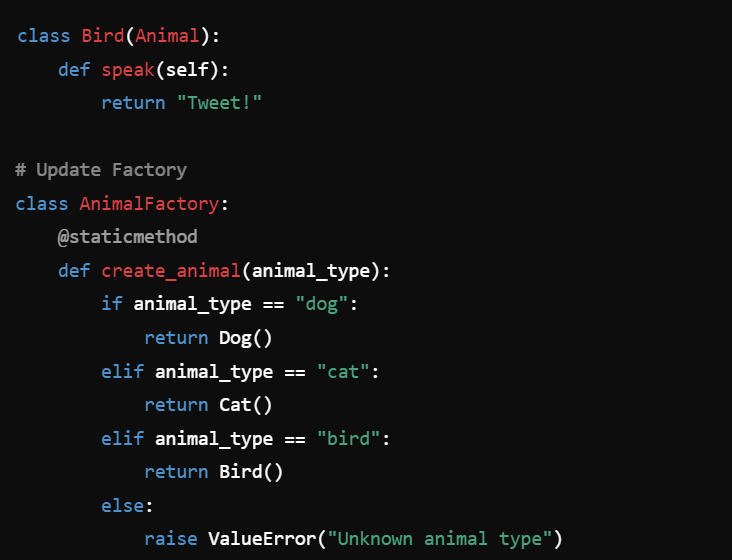 class Bird(Animal):
    def speak(self):
        return "Tweet!"

# Update Factory
class AnimalFactory:
    @staticmethod
    def create_animal(animal_type):
        if animal_type == "dog":
            return Dog()
        elif animal_type == "cat":
            return Cat()
        elif animal_type == "bird":
            return Bird()
        else:
            raise ValueError("Unknown animal type")